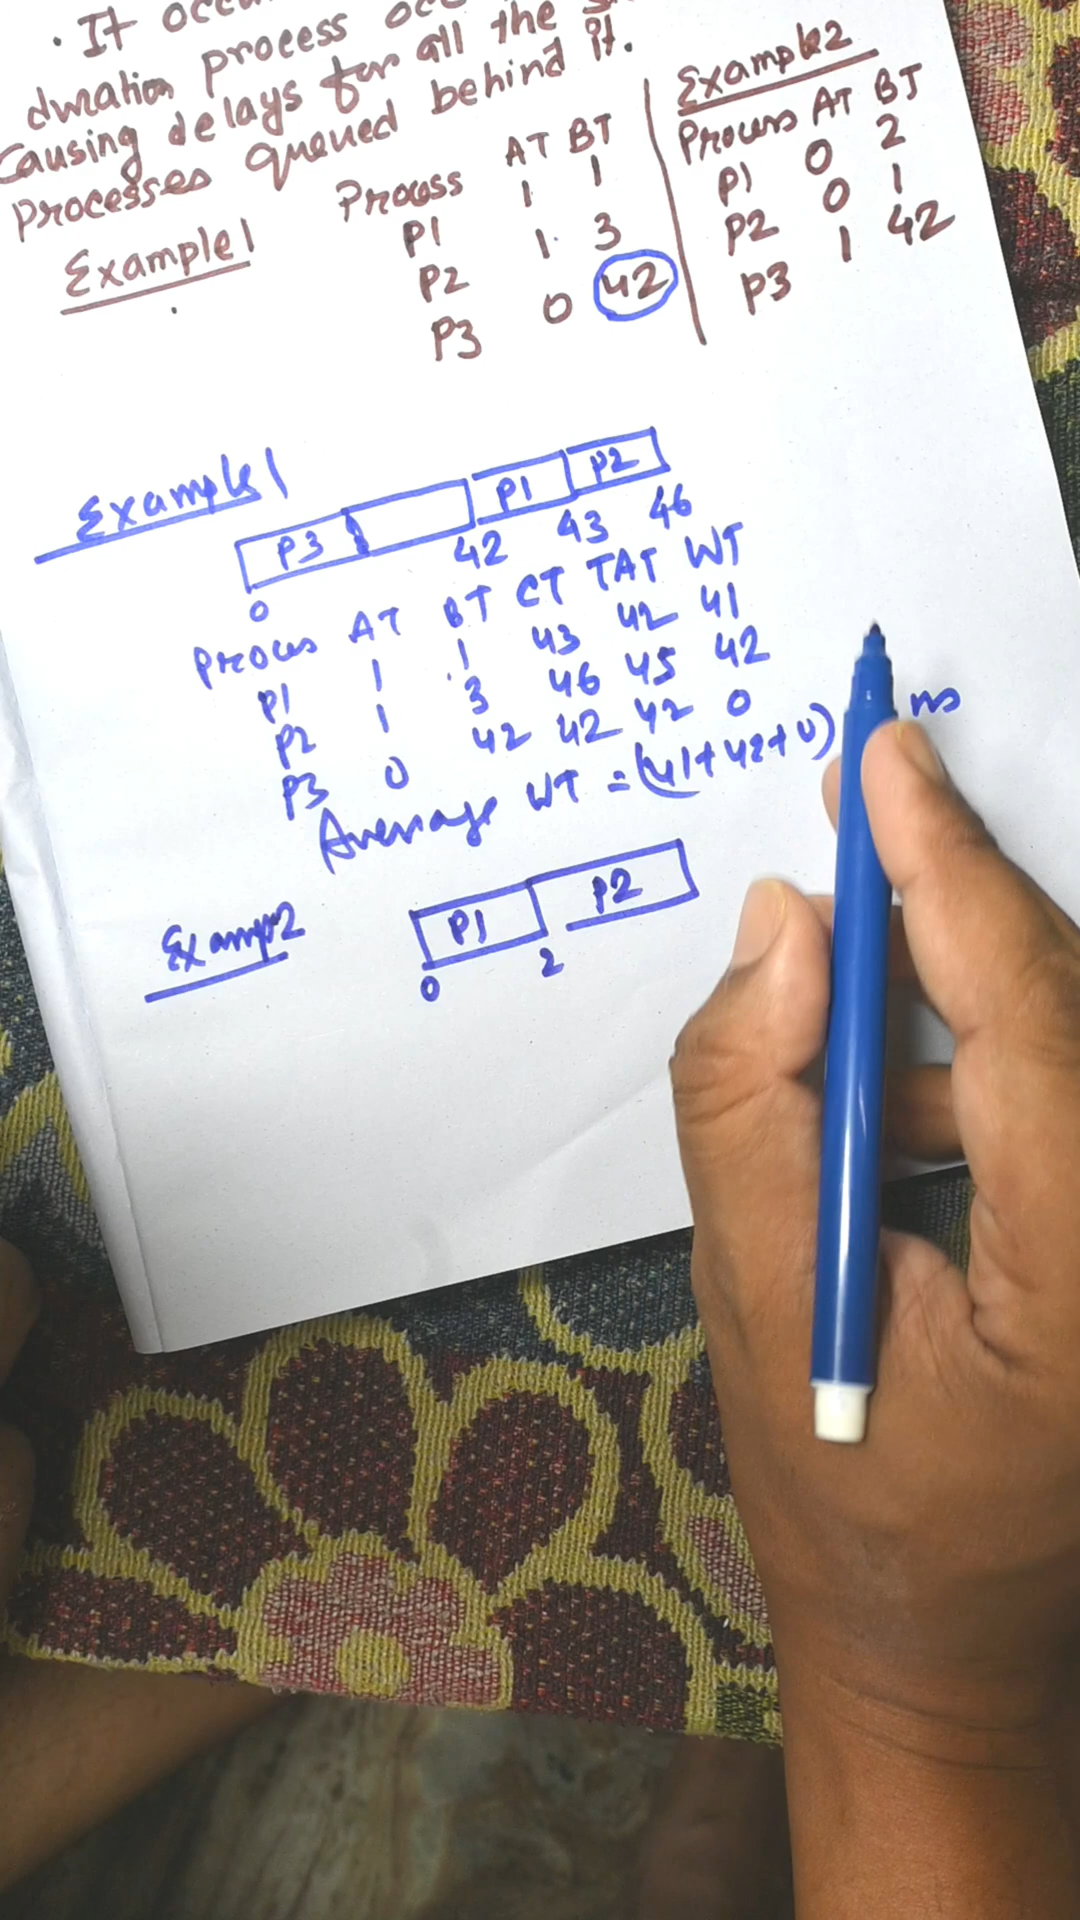 · It occu
duration process occ
Causing delays for all the
processes queued behind it.
Example1
Process AT BT
P1 1 1
P2 1 3
P3 0 42
Example2
Process AT BT
P1 0 2
P2 0 1
P3 1 42
Example1
P3 P1 P2
0 42 43 46
Process AT BT CT TAT WT
P1 1 1 43 42 41
P2 1 3 46 45 42
P3 0 42 42 42 0
Average WT = (41+42+0) ms
Examp2
P1 P2
0 2